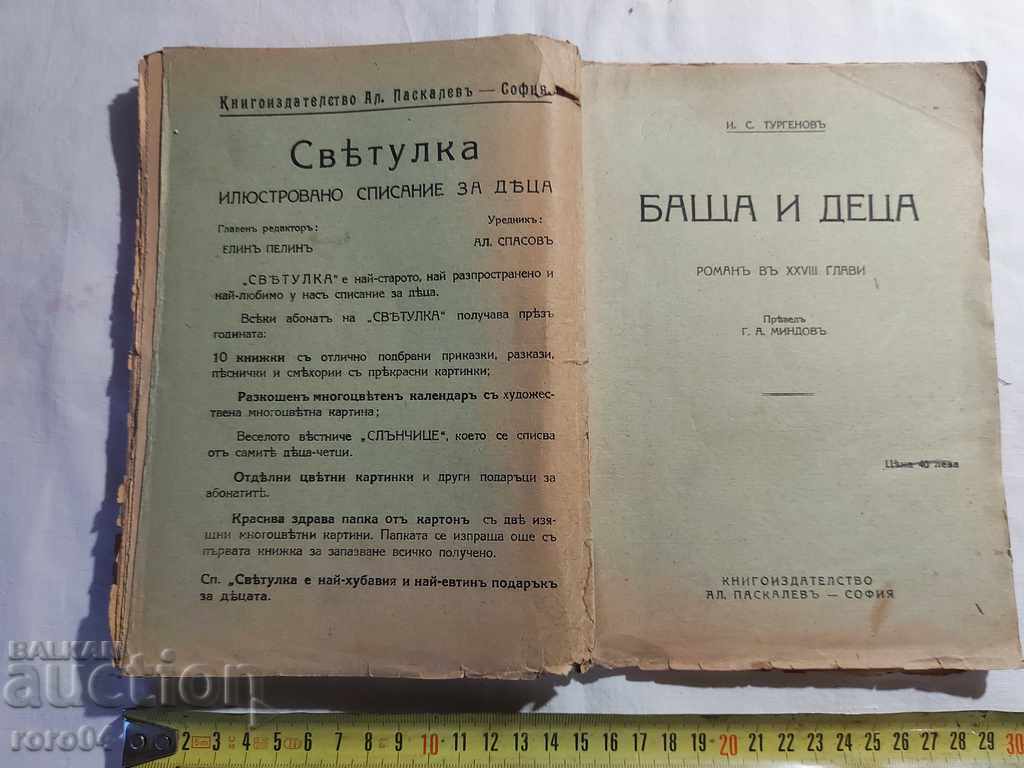 Книгоиздателство Ал. Паскалевъ — София.
Свѣтулка
ИЛЮСТРОВАНО СПИСАНИЕ ЗА ДѢЦА
Главенъ редакторъ:
ЕЛИНЪ ПЕЛИНЪ
Уредникъ:
АЛ. СПАСОВЪ
„СВѢТУЛКА" е най-старото, най разпространено и
най-любимо у насъ списание за дѣца.
Всѣки абонатъ на „СВѢТУЛКА" получава прѣзъ
годината:
10 книжки съ отлично подбрани приказки, разкази,
пѣснички и смѣхории съ прѣкрасни картинки;
Разкошенъ многоцвѣтенъ календаръ съ художес-
твена многоцвѣтна картина;
Веселото вѣстниче „СЛЪНЧИЦЕ", което се списва
отъ самитѣ дѣца-четци.
Отдѣлни цвѣтни картинки и други подаръци за
абонатитѣ.
Красива здрава папка отъ картонъ съ двѣ изя-
щни многоцвѣтни картини. Папката се изпраща още съ
първата книжка за запазване всичко получено.
Сп. „Свѣтулка е най-хубавия и най-евтинъ подаръкъ
за дѣцата.
И. С. ТУРГЕНОВЪ
БАЩА И ДЕЦА
РОМАНЪ ВЪ XXVIII ГЛАВИ
Прѣвелъ
Г. А. МИНДОВЪ
Цѣна 40 лева
КНИГОИЗДАТЕЛСТВО
АЛ. ПАСКАЛЕВЪ — СОФИЯ
BALKAN
auction
roro04
2 3 4 5 6 7 8 9 10 11 12 13 14 15 16 17 18 19 20 21 22 23 24 25 26 27 28 29 30